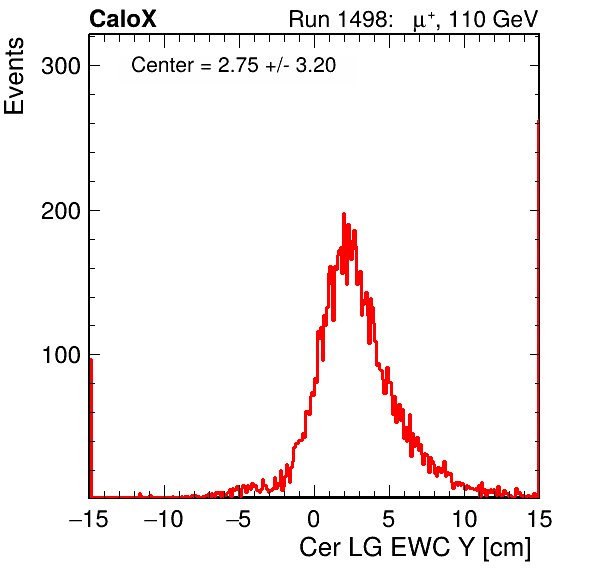 CaloX
Run 1498: μ⁺, 110 GeV
Events
Center = 2.75 +/- 3.20
300
200
100
−15 −10 −5 0 5 10 15
Cer LG EWC Y [cm]